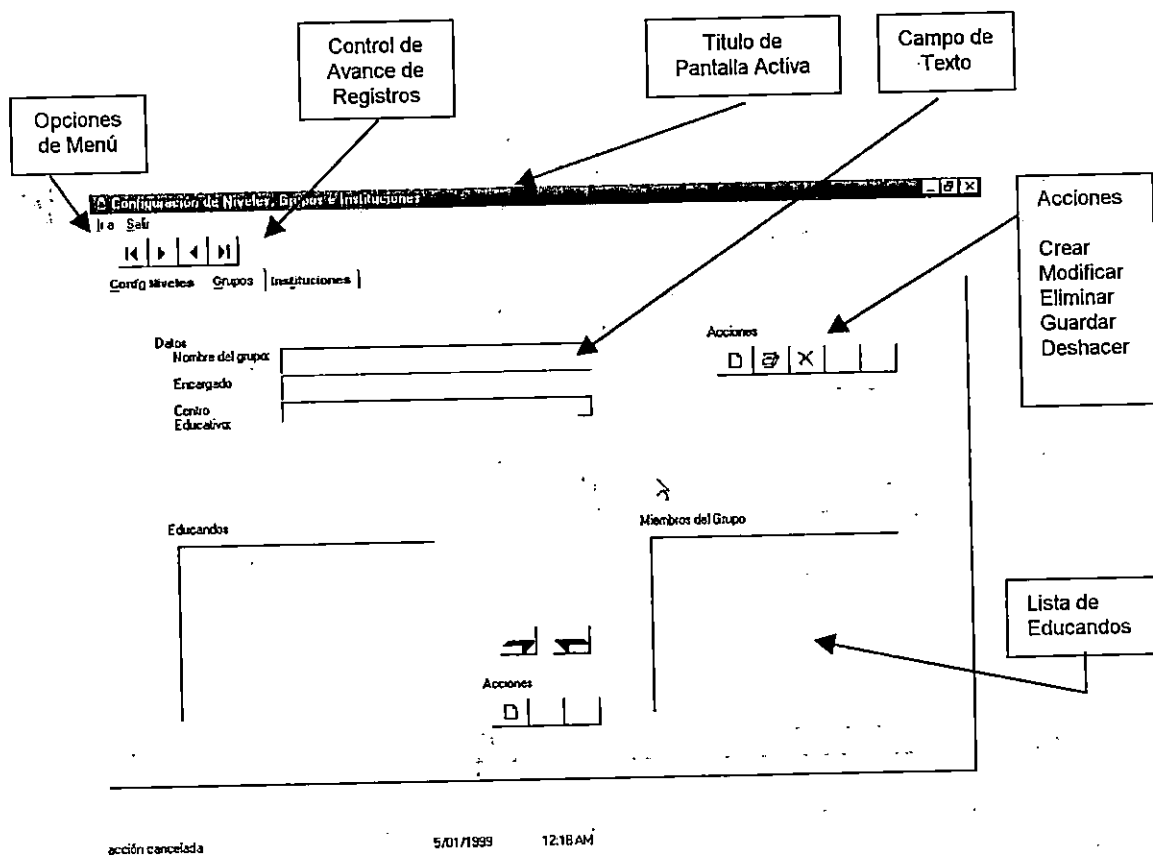 Control de
Avance de
Registros
Titulo de
Pantalla Activa
Campo de
Texto
Opciones
de Menú
Configuración de Niveles, Grupos e Instituciones
Salir
Config Niveles Grupos Instituciones
Acciones
Crear
Modificar
Eliminar
Guardar
Deshacer
Datos
Nombre del grupo:
Encargado
Centro
Educativo:
Acciones
Educandos
Miembros del Grupo
Lista de
Educandos
Acciones
acción cancelada 5/01/1999 12:18 AM